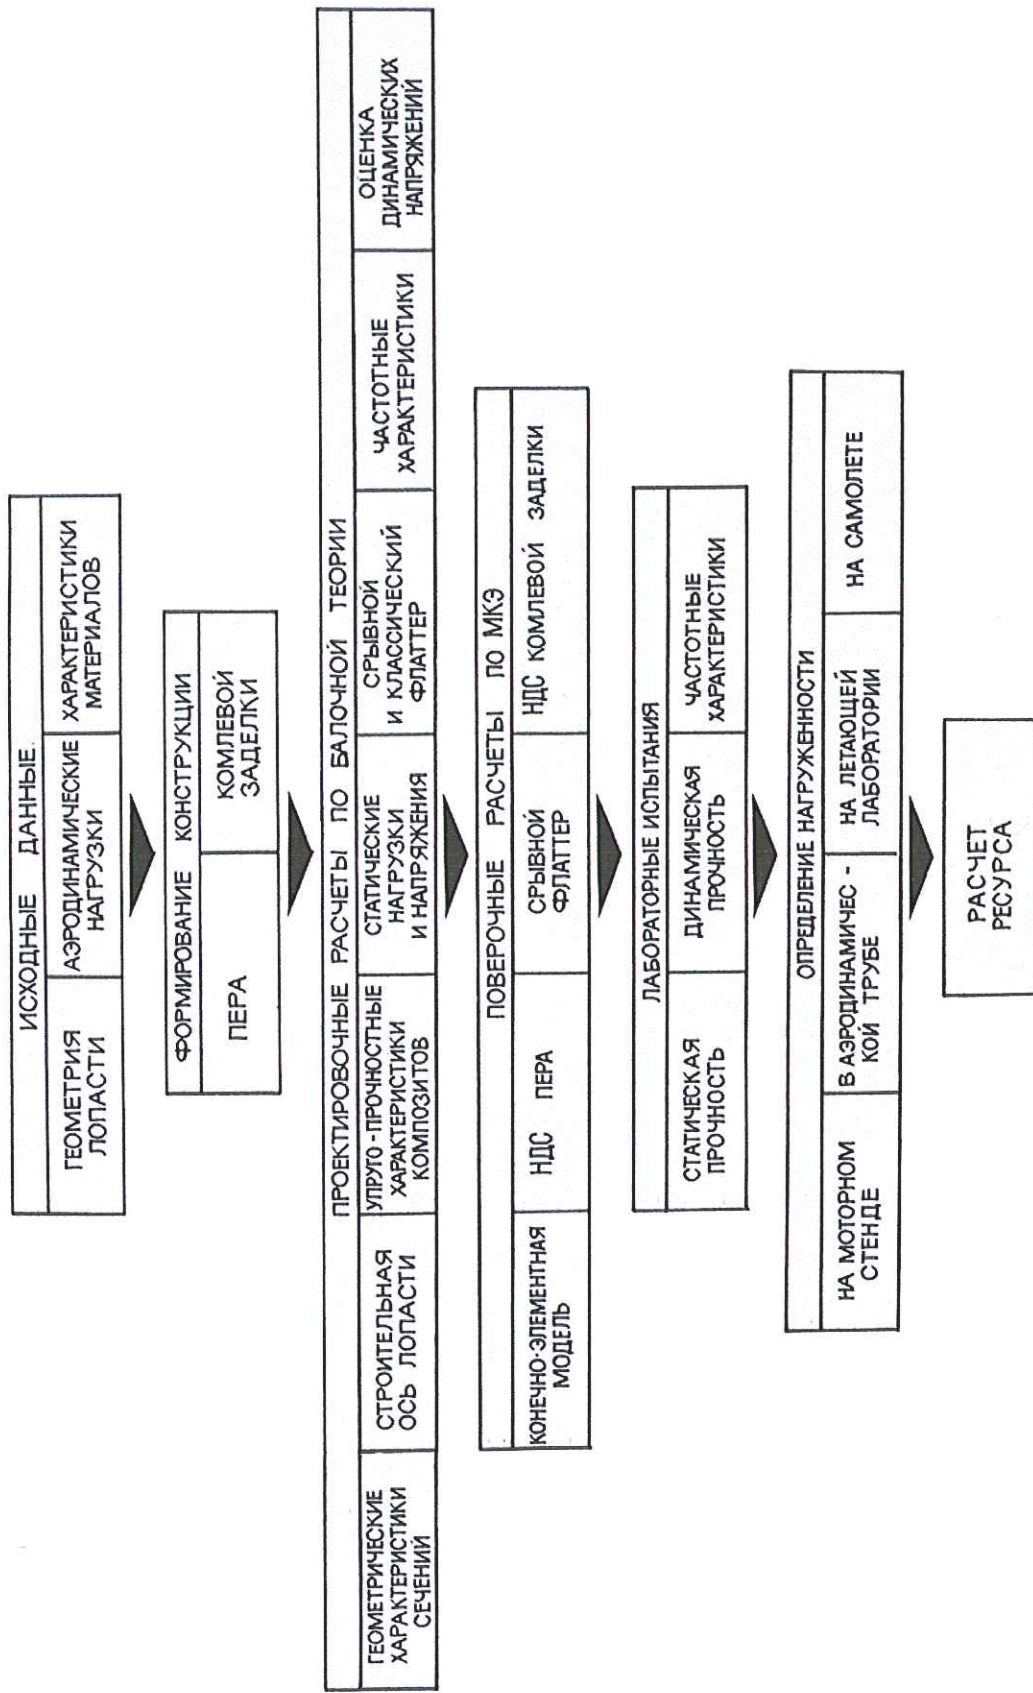 ИСХОДНЫЕ ДАННЫЕ.
ГЕОМЕТРИЯ
ЛОПАСТИ
АЭРОДИНАМИЧЕСКИЕ
НАГРУЗКИ
ХАРАКТЕРИСТИКИ
МАТЕРИАЛОВ
ФОРМИРОВАНИЕ КОНСТРУКЦИИ
ПЕРА
КОМЛЕВОЙ
ЗАДЕЛКИ
ПРОЕКТИРОВОЧНЫЕ РАСЧЕТЫ ПО БАЛОЧНОЙ ТЕОРИИ
ГЕОМЕТРИЧЕСКИЕ
ХАРАКТЕРИСТИКИ
СЕЧЕНИЙ
СТРОИТЕЛЬНАЯ
ОСЬ ЛОПАСТИ
УПРУГО-ПРОЧНОСТНЫЕ
ХАРАКТЕРИСТИКИ
КОМПОЗИТОВ
СТАТИЧЕСКИЕ
НАГРУЗКИ
И НАПРЯЖЕНИЯ
СРЫВНОЙ
И КЛАССИЧЕСКИЙ
ФЛАТТЕР
ЧАСТОТНЫЕ
ХАРАКТЕРИСТИКИ
ОЦЕНКА
ДИНАМИЧЕСКИХ
НАПРЯЖЕНИЙ
ПОВЕРОЧНЫЕ РАСЧЕТЫ ПО МКЭ
КОНЕЧНО-ЭЛЕМЕНТНАЯ
МОДЕЛЬ
НДС ПЕРА
СРЫВНОЙ
ФЛАТТЕР
НДС КОМЛЕВОЙ ЗАДЕЛКИ
ЛАБОРАТОРНЫЕ ИСПЫТАНИЯ
СТАТИЧЕСКАЯ
ПРОЧНОСТЬ
ДИНАМИЧЕСКАЯ
ПРОЧНОСТЬ
ЧАСТОТНЫЕ
ХАРАКТЕРИСТИКИ
ОПРЕДЕЛЕНИЕ НАГРУЖЕННОСТИ
НА МОТОРНОМ
СТЕНДЕ
В АЭРОДИНАМИЧЕС -
КОЙ ТРУБЕ
НА ЛЕТАЮЩЕЙ
ЛАБОРАТОРИИ
НА САМОЛЕТЕ
РАСЧЕТ
РЕСУРСА